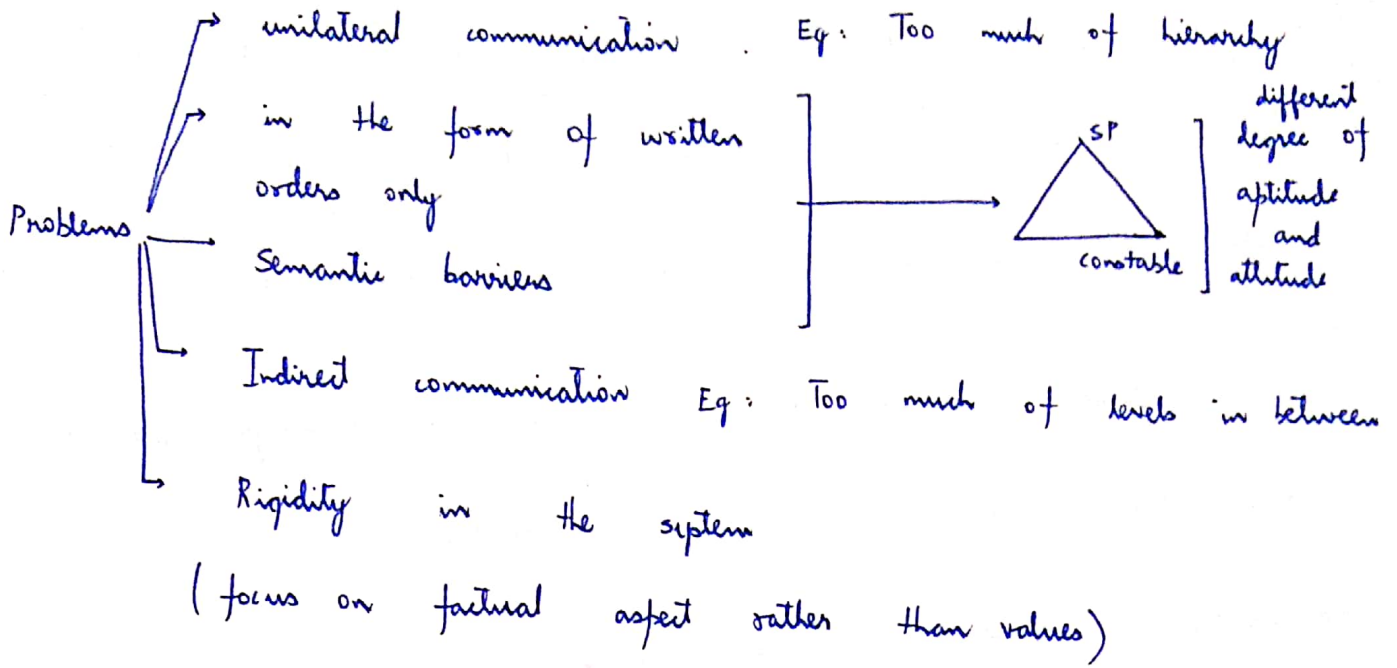 unilateral communication. Eg: Too much of hierarchy
in the form of written
orders only
Problems
Semantic barriers
SP
constable
different
degree of
aptitude
and
attitude
Indirect communication Eg: Too much of levels in between
Rigidity in the system
(focus on factual aspect rather than values)